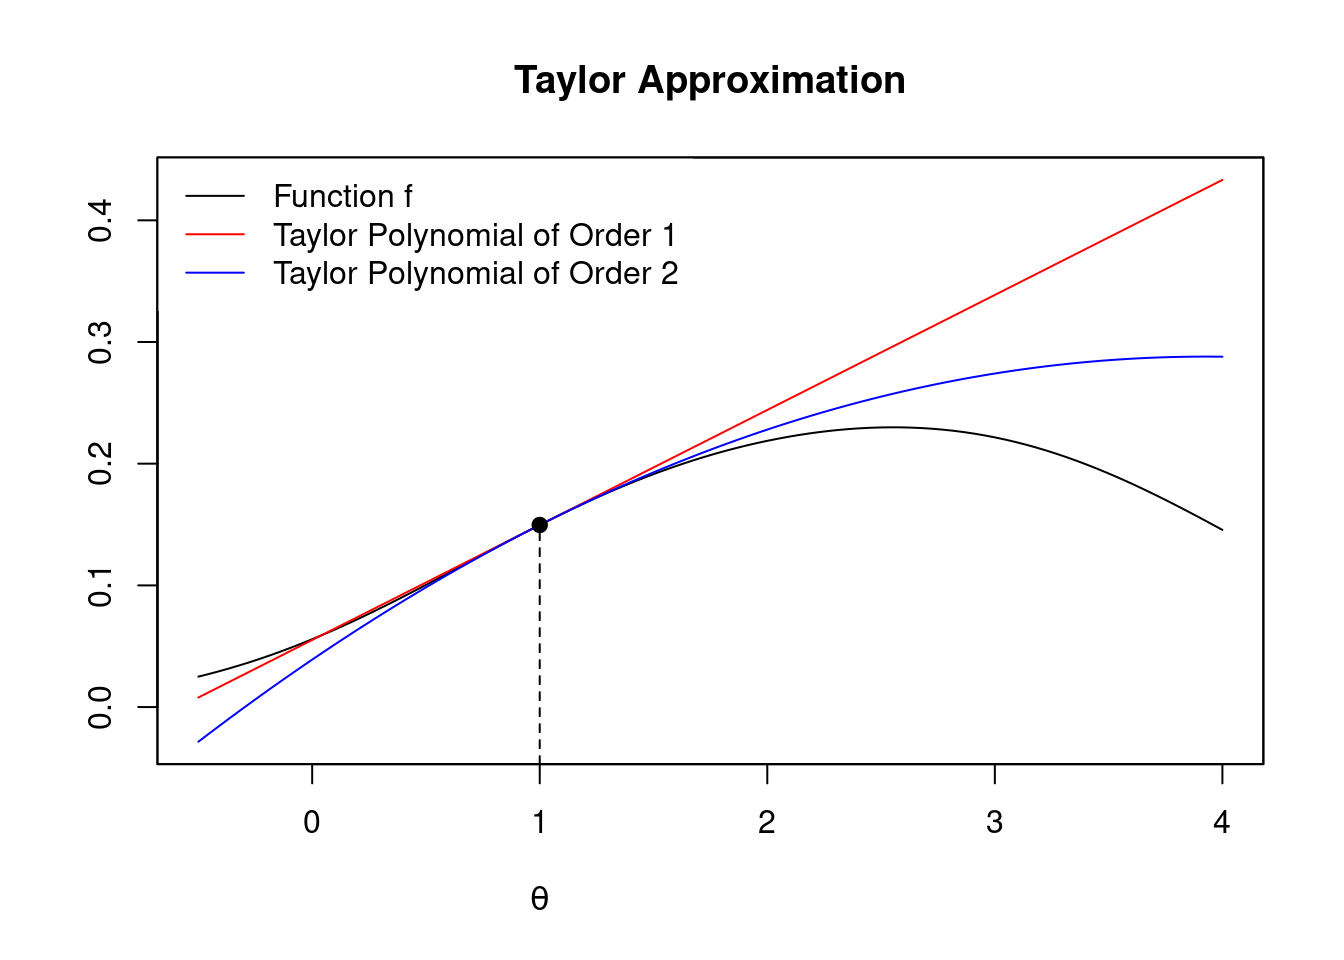 Taylor Approximation
Function f
Taylor Polynomial of Order 1
Taylor Polynomial of Order 2
0.4
0.3
0.2
0.1
0.0
0 1 2 3 4
θ